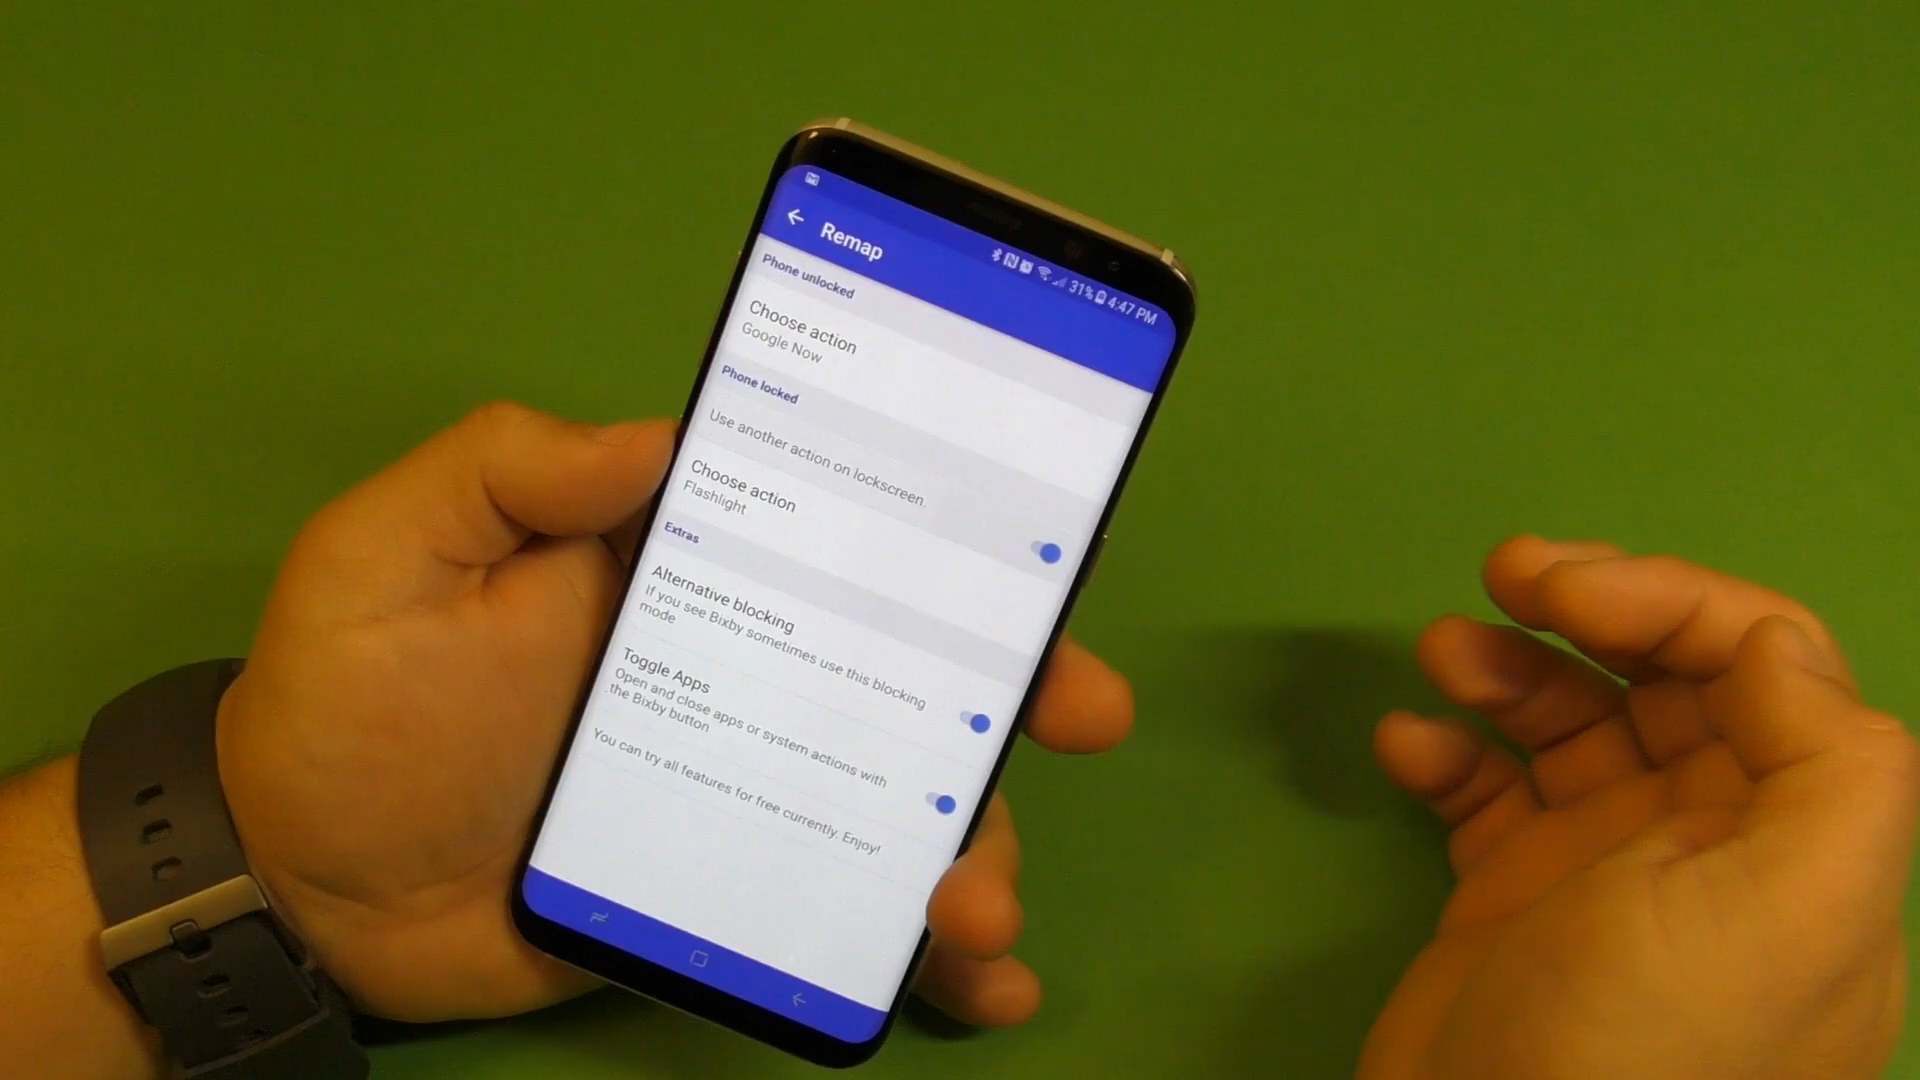 31% 4:47 PM
Remap
Phone unlocked
Choose action
Google Now
Phone locked
Use another action on lockscreen.
Choose action
Flashlight
Extras
Alternative blocking
If you see Bixby sometimes use this blocking
mode
Toggle Apps
Open and close apps or system actions with
the Bixby button
You can try all features for free currently. Enjoy!